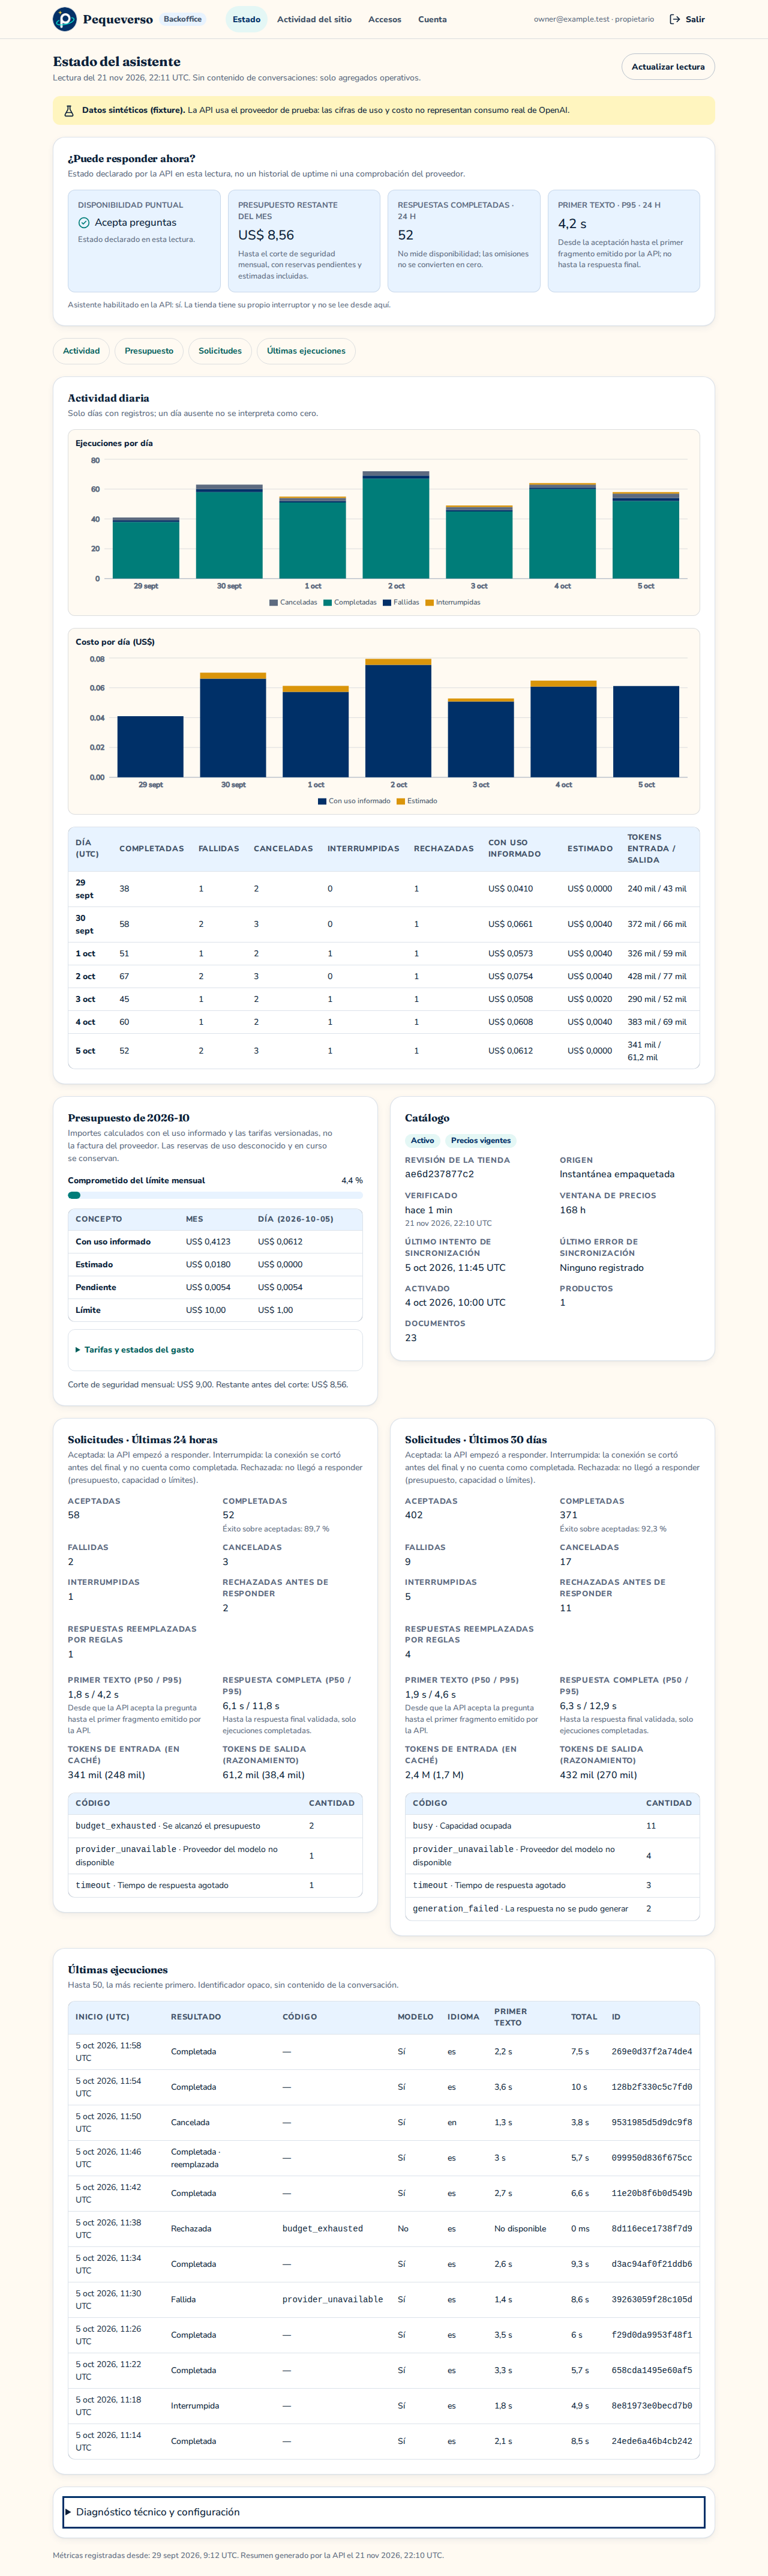 Pequeverso Backoffice Estado Actividad del sitio Accesos Cuenta owner@example.test · propietario Salir
Estado del asistente
Lectura del 21 nov 2026, 22:11 UTC. Sin contenido de conversaciones: solo agregados operativos.
Actualizar lectura
Datos sintéticos (fixture). La API usa el proveedor de prueba: las cifras de uso y costo no representan consumo real de OpenAI.
¿Puede responder ahora?
Estado declarado por la API en esta lectura, no un historial de uptime ni una comprobación del proveedor.
DISPONIBILIDAD PUNTUAL
Acepta preguntas
Estado declarado en esta lectura.
PRESUPUESTO RESTANTE
DEL MES
US$ 8,56
Hasta el corte de seguridad
mensual, con reservas pendientes y
estimadas incluidas.
RESPUESTAS COMPLETADAS ·
24 H
52
No mide disponibilidad; las omisiones
no se convierten en cero.
PRIMER TEXTO · P95 · 24 H
4,2 s
Desde la aceptación hasta el primer
fragmento emitido por la API; no
hasta la respuesta final.
Asistente habilitado en la API: sí. La tienda tiene su propio interruptor y no se lee desde aquí.
Actividad Presupuesto Solicitudes Últimas ejecuciones
Actividad diaria
Solo días con registros; un día ausente no se interpreta como cero.
Ejecuciones por día
80
60
40
20
0
29 sept 30 sept 1 oct 2 oct 3 oct 4 oct 5 oct
Canceladas Completadas Fallidas Interrumpidas
Costo por día (US$)
0.08
0.06
0.04
0.02
0.00
29 sept 30 sept 1 oct 2 oct 3 oct 4 oct 5 oct
Con uso informado Estimado
DÍA (UTC) COMPLETADAS FALLIDAS CANCELADAS INTERRUMPIDAS RECHAZADAS CON USO INFORMADO ESTIMADO TOKENS ENTRADA / SALIDA
29 sept 38 1 2 0 1 US$ 0,0410 US$ 0,0000 240 mil / 43 mil
30 sept 58 2 3 0 1 US$ 0,0661 US$ 0,0040 372 mil / 66 mil
1 oct 51 1 2 1 1 US$ 0,0573 US$ 0,0040 326 mil / 59 mil
2 oct 67 2 3 0 1 US$ 0,0754 US$ 0,0040 428 mil / 77 mil
3 oct 45 1 2 1 1 US$ 0,0508 US$ 0,0020 290 mil / 52 mil
4 oct 60 1 2 1 1 US$ 0,0608 US$ 0,0040 383 mil / 69 mil
5 oct 52 2 3 1 1 US$ 0,0612 US$ 0,0000 341 mil / 61,2 mil
Presupuesto de 2026-10
Importes calculados con el uso informado y las tarifas versionadas, no
la factura del proveedor. Las reservas de uso desconocido y en curso
se conservan.
Comprometido del límite mensual 4,4 %
CONCEPTO MES DÍA (2026-10-05)
Con uso informado US$ 0,4123 US$ 0,0612
Estimado US$ 0,0180 US$ 0,0000
Pendiente US$ 0,0054 US$ 0,0054
Límite US$ 10,00 US$ 1,00
Tarifas y estados del gasto
Corte de seguridad mensual: US$ 9,00. Restante antes del corte: US$ 8,56.
Catálogo
Activo Precios vigentes
REVISIÓN DE LA TIENDA
ae6d237877c2
ORIGEN
Instantánea empaquetada
VERIFICADO
hace 1 min
21 nov 2026, 22:10 UTC
VENTANA DE PRECIOS
168 h
ÚLTIMO INTENTO DE
SINCRONIZACIÓN
5 oct 2026, 11:45 UTC
ÚLTIMO ERROR DE
SINCRONIZACIÓN
Ninguno registrado
ACTIVADO
4 oct 2026, 10:00 UTC
PRODUCTOS
1
DOCUMENTOS
23
Solicitudes · Últimas 24 horas
Aceptada: la API empezó a responder. Interrumpida: la conexión se cortó
antes del final y no cuenta como completada. Rechazada: no llegó a responder
(presupuesto, capacidad o límites).
ACEPTADAS
58
COMPLETADAS
52
Éxito sobre aceptadas: 89,7 %
FALLIDAS
2
CANCELADAS
3
INTERRUMPIDAS
1
RECHAZADAS ANTES DE
RESPONDER
2
RESPUESTAS REEMPLAZADAS
POR REGLAS
1
PRIMER TEXTO (P50 / P95)
1,8 s / 4,2 s
Desde que la API acepta la pregunta
hasta el primer fragmento emitido por
la API.
RESPUESTA COMPLETA (P50 /
P95)
6,1 s / 11,8 s
Hasta la respuesta final validada, solo
ejecuciones completadas.
TOKENS DE ENTRADA (EN
CACHÉ)
341 mil (248 mil)
TOKENS DE SALIDA
(RAZONAMIENTO)
61,2 mil (38,4 mil)
CÓDIGO CANTIDAD
budget_exhausted · Se alcanzó el presupuesto 2
provider_unavailable · Proveedor del modelo no disponible 1
timeout · Tiempo de respuesta agotado 1
Solicitudes · Últimos 30 días
Aceptada: la API empezó a responder. Interrumpida: la conexión se cortó
antes del final y no cuenta como completada. Rechazada: no llegó a responder
(presupuesto, capacidad o límites).
ACEPTADAS
402
COMPLETADAS
371
Éxito sobre aceptadas: 92,3 %
FALLIDAS
9
CANCELADAS
17
INTERRUMPIDAS
5
RECHAZADAS ANTES DE
RESPONDER
11
RESPUESTAS REEMPLAZADAS
POR REGLAS
4
PRIMER TEXTO (P50 / P95)
1,9 s / 4,6 s
Desde que la API acepta la pregunta
hasta el primer fragmento emitido por
la API.
RESPUESTA COMPLETA (P50 /
P95)
6,3 s / 12,9 s
Hasta la respuesta final validada, solo
ejecuciones completadas.
TOKENS DE ENTRADA (EN
CACHÉ)
2,4 M (1,7 M)
TOKENS DE SALIDA
(RAZONAMIENTO)
432 mil (270 mil)
CÓDIGO CANTIDAD
busy · Capacidad ocupada 11
provider_unavailable · Proveedor del modelo no disponible 4
timeout · Tiempo de respuesta agotado 3
generation_failed · La respuesta no se pudo generar 2
Últimas ejecuciones
Hasta 50, la más reciente primero. Identificador opaco, sin contenido de la conversación.
INICIO (UTC) RESULTADO CÓDIGO MODELO IDIOMA PRIMER TEXTO TOTAL ID
5 oct 2026, 11:58 UTC Completada — Sí es 2,2 s 7,5 s 269e0d37f2a74de4
5 oct 2026, 11:54 UTC Completada — Sí es 3,6 s 10 s 128b2f330c5c7fd0
5 oct 2026, 11:50 UTC Cancelada — Sí en 1,3 s 3,8 s 9531985d5d9dc9f8
5 oct 2026, 11:46 UTC Completada · reemplazada — Sí es 3 s 5,7 s 099950d836f675cc
5 oct 2026, 11:42 UTC Completada — Sí es 2,7 s 6,6 s 11e20b8f6b0d549b
5 oct 2026, 11:38 UTC Rechazada budget_exhausted No es No disponible 0 ms 8d116ece1738f7d9
5 oct 2026, 11:34 UTC Completada — Sí es 2,6 s 9,3 s d3ac94af0f21ddb6
5 oct 2026, 11:30 UTC Fallida provider_unavailable Sí es 1,4 s 8,6 s 39263059f28c105d
5 oct 2026, 11:26 UTC Completada — Sí es 3,5 s 6 s f29d0da9953f48f1
5 oct 2026, 11:22 UTC Completada — Sí es 3,3 s 5,7 s 658cda1495e60af5
5 oct 2026, 11:18 UTC Interrumpida — Sí es 1,8 s 4,9 s 8e81973e0becd7b0
5 oct 2026, 11:14 UTC Completada — Sí es 2,1 s 8,5 s 24ede6a46b4cb242
Diagnóstico técnico y configuración
Métricas registradas desde: 29 sept 2026, 9:12 UTC. Resumen generado por la API el 21 nov 2026, 22:10 UTC.